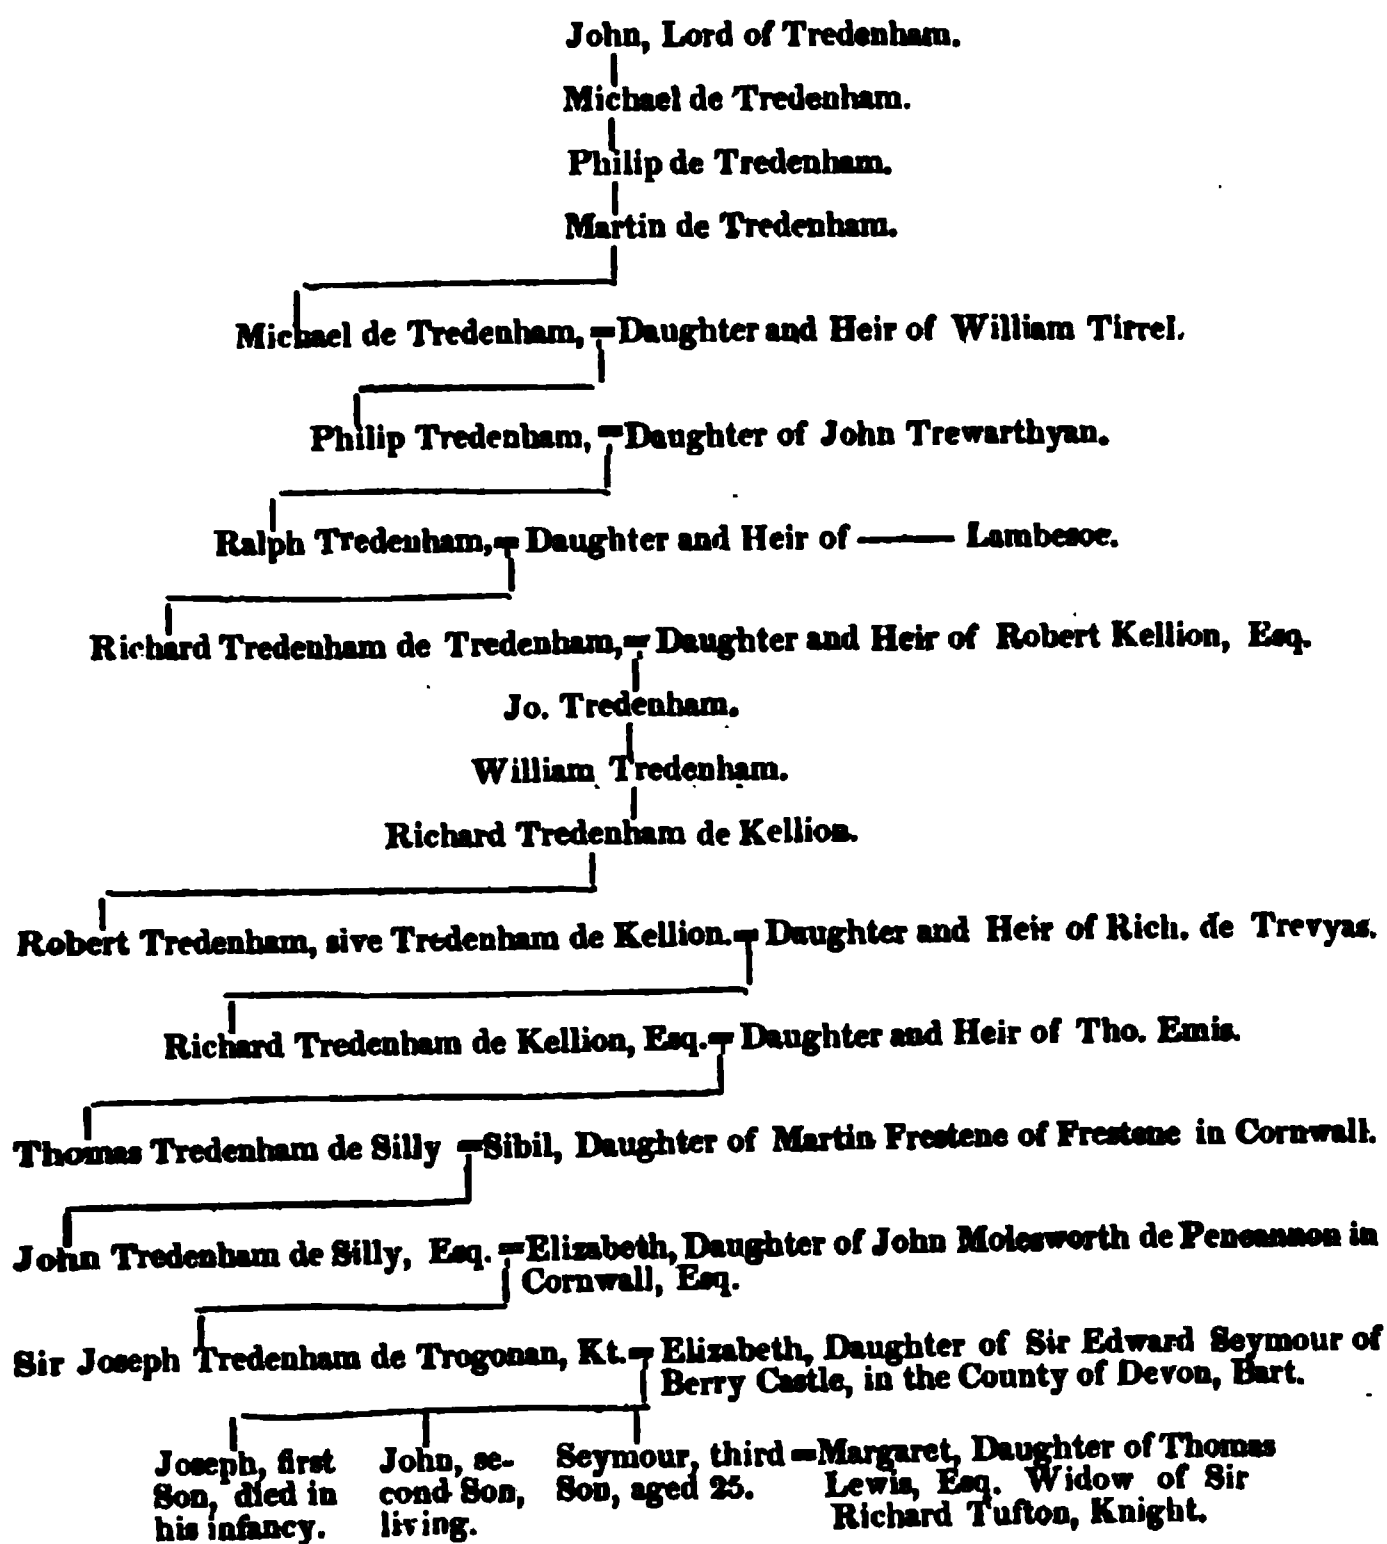 John, Lord of Tredenham.
Michael de Tredenham.
Philip de Tredenham.
Martin de Tredenham.
Michael de Tredenham, = Daughter and Heir of William Tirrel.
Philip Tredenham, = Daughter of John Trewarthyan.
Ralph Tredenham, = Daughter and Heir of —— Lambesoe.
Richard Tredenham de Tredenham, = Daughter and Heir of Robert Kellion, Esq.
Jo. Tredenham.
William Tredenham.
Richard Tredenham de Kellion.
Robert Tredenham, sive Tredenham de Kellion. = Daughter and Heir of Rich. de Trevyas.
Richard Tredenham de Kellion, Esq. = Daughter and Heir of Tho. Emis.
Thomas Tredenham de Silly = Sibil, Daughter of Martin Prestene of Prestene in Cornwall.
John Tredenham de Silly, Esq. = Elizabeth, Daughter of John Molesworth de Pencannon in
Cornwall, Esq.
Sir Joseph Tredenham de Trogonan, Kt. = Elizabeth, Daughter of Sir Edward Seymour of
Berry Castle, in the County of Devon, Bart.
Joseph, first
Son, died in
his infancy.
John, se-
cond Son,
living.
Seymour, third = Margaret, Daughter of Thomas
Son, aged 25.
Lewis, Esq. Widow of Sir
Richard Tufton, Knight.